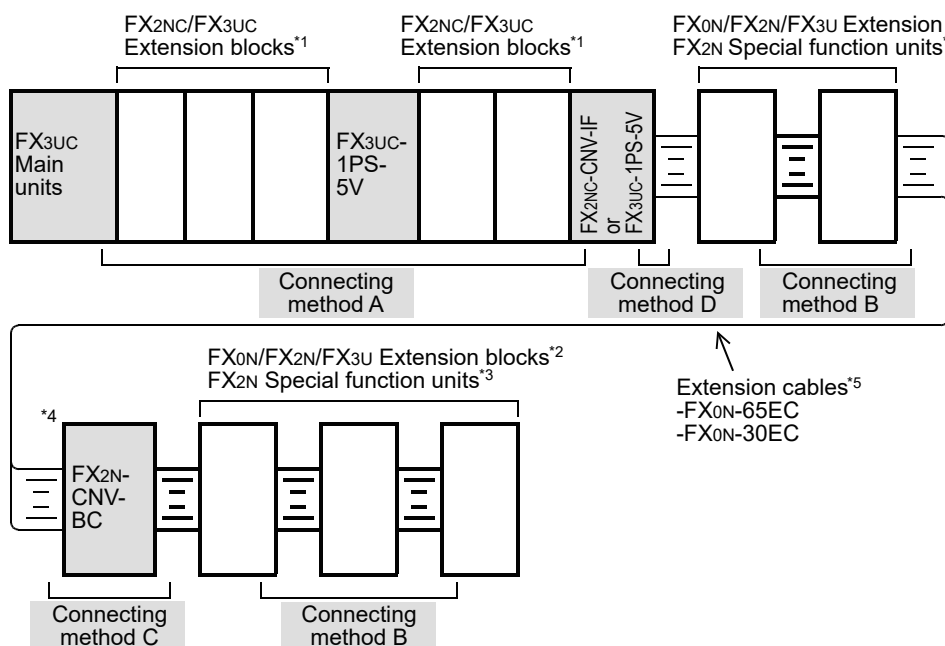 FX2NC/FX3UC
Extension blocks*1
FX2NC/FX3UC
Extension blocks*1
FX0N/FX2N/FX3U Extension
FX2N Special function units*
FX3UC
Main
units
FX3UC-
1PS-
5V
FX2NC-CNV-IF
or
FX3UC-1PS-5V
Connecting
method A
Connecting
method D
Connecting
method B
FX0N/FX2N/FX3U Extension blocks*2
FX2N Special function units*3
Extension cables*5
-FX0N-65EC
-FX0N-30EC
*4
FX2N-
CNV-
BC
Connecting
method C
Connecting
method B